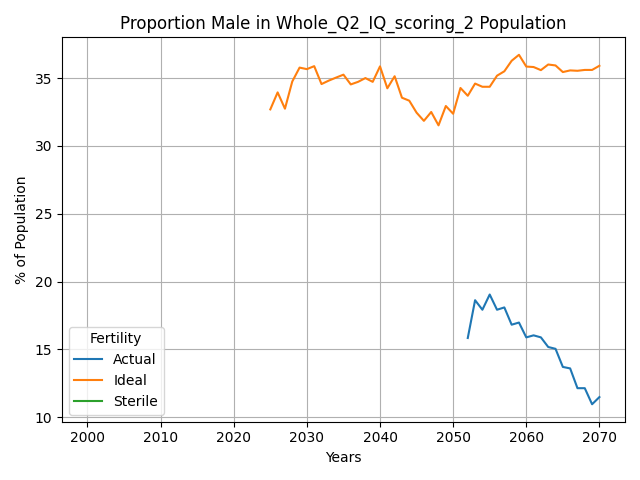 Proportion Male in Whole_Q2_IQ_scoring_2 Population
% of Population
35
30
25
20
15
10
Fertility
Actual
Ideal
Sterile
2000 2010 2020 2030 2040 2050 2060 2070
Years